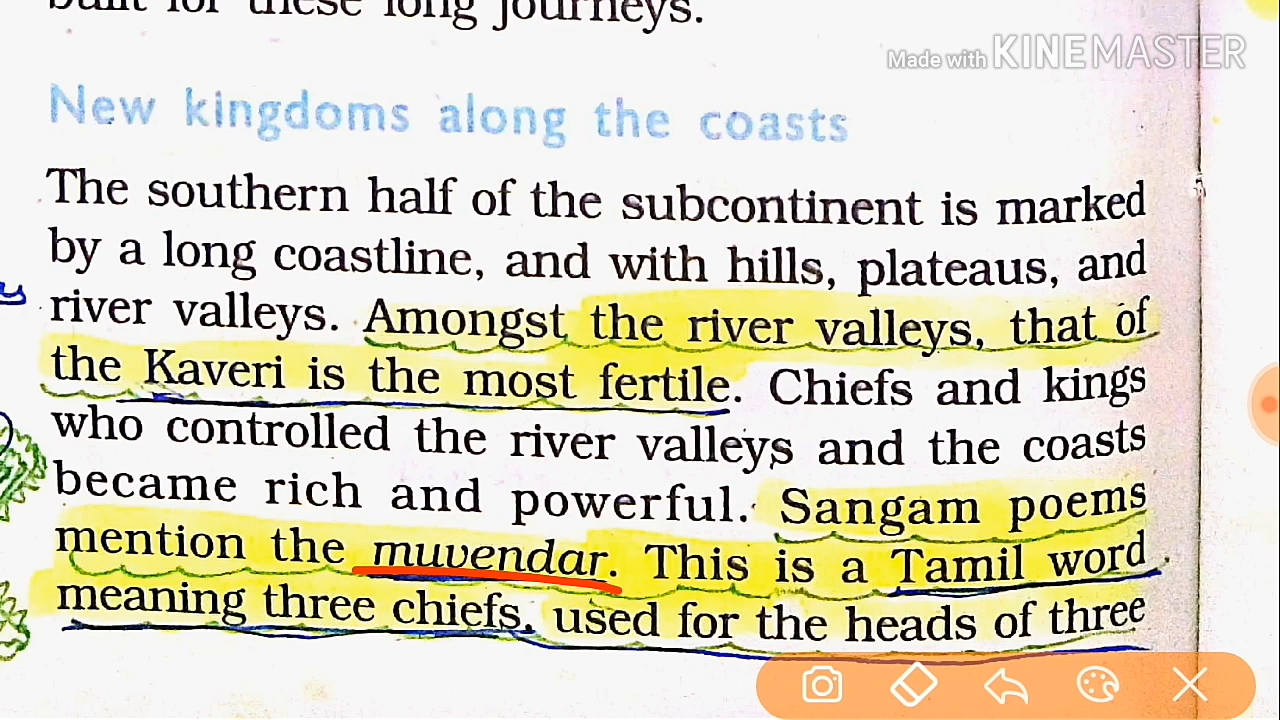 built for these long journeys.
Made with KINEMASTER
New kingdoms along the coasts
The southern half of the subcontinent is marked
by a long coastline, and with hills, plateaus, and
river valleys. Amongst the river valleys, that of
the Kaveri is the most fertile. Chiefs and kings
who controlled the river valleys and the coasts
became rich and powerful. Sangam poems
mention the muvendar. This is a Tamil word
meaning three chiefs, used for the heads of three